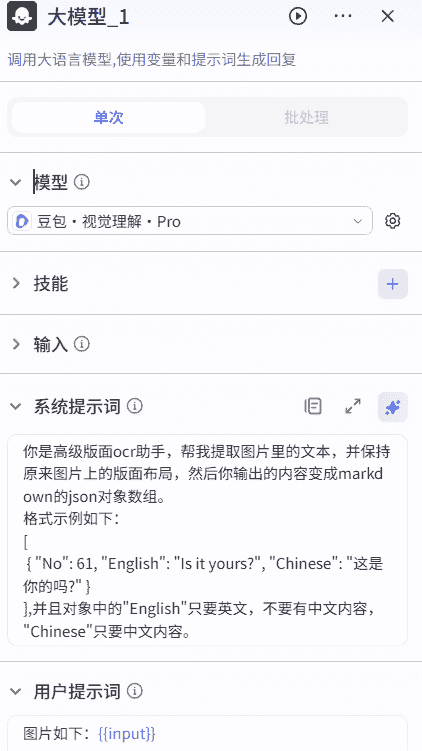 大模型_1
调用大语言模型,使用变量和提示词生成回复
单次
批处理
模型
豆包·视觉理解·Pro
技能
输入
系统提示词
你是高级版面ocr助手，帮我提取图片里的文本，并保持
原来图片上的版面布局，然后你输出的内容变成markd
own的json对象数组。
格式示例如下：
[
{ "No": 61, "English": "Is it yours?", "Chinese": "这是
你的吗?" }
],并且对象中的"English"只要英文，不要有中文内容，
"Chinese"只要中文内容。
用户提示词
图片如下：{{input}}